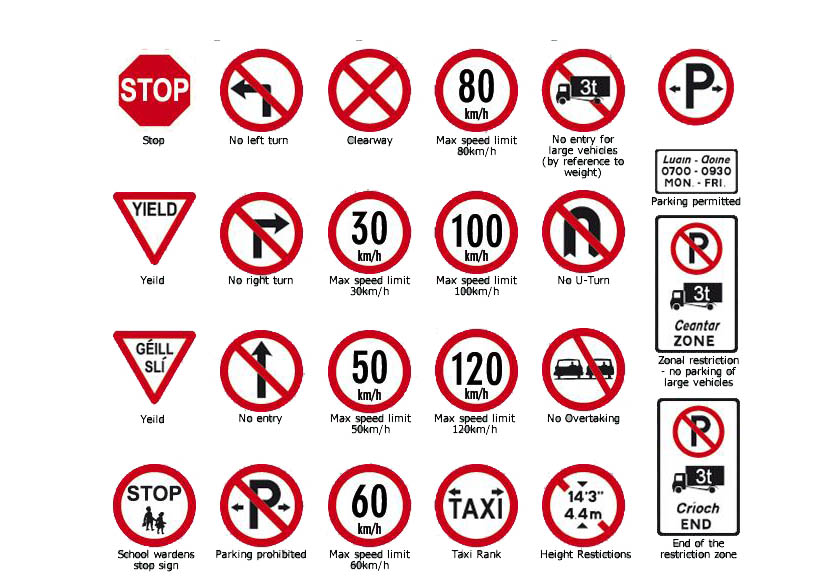 STOP
Stop
No left turn
Clearway
80
km/h
Max speed limit
80km/h
3t
No entry for
large vehicles
(by reference to
weight)
P
Luain - Aoine
0700 - 0930
MON. - FRI.
Parking permitted
YIELD
Yeild
No right turn
30
km/h
Max speed limit
30km/h
100
km/h
Max speed limit
100km/h
No U-Turn
P
3t
Ceantar
ZONE
Zonal restriction
- no parking of
large vehicles
GÉILL
SLÍ
Yeild
No entry
50
km/h
Max speed limit
50km/h
120
km/h
Max speed limit
120km/h
No Overtaking
P
3t
Crioch
END
End of the
restriction zone
STOP
School wardens
stop sign
P
Parking prohibited
60
km/h
Max speed limit
60km/h
TAXI
Taxi Rank
14'3"
4.4m
Height Restictions